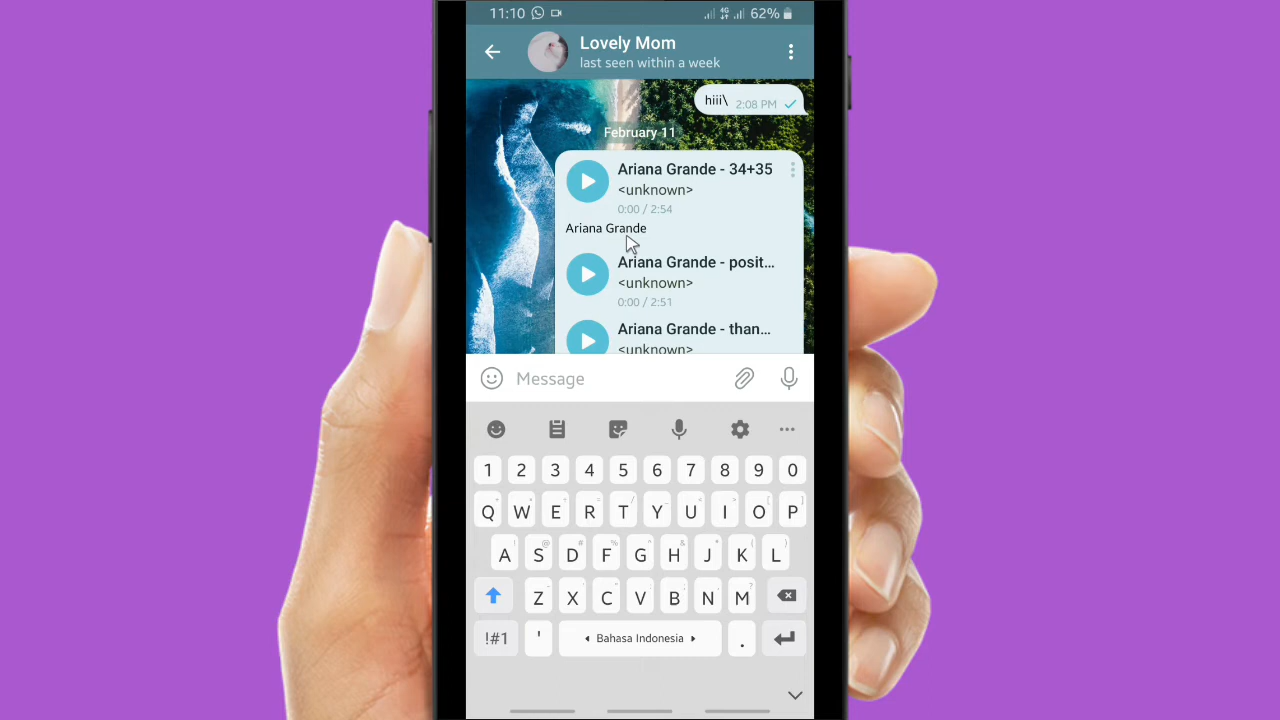 11:10 4G 62%
Lovely Mom
last seen within a week
hiii\ 2:08 PM
February 11
Ariana Grande - 34+35
<unknown>
0:00 / 2:54
Ariana Grande
Ariana Grande - posit...
<unknown>
0:00 / 2:51
Ariana Grande - than...
<unknown>
Message
1 2 3 4 5 6 7 8 9 0
Q W E R T Y U I O P
A S D F G H J K L
Z X C V B N M
!#1 ' Bahasa Indonesia .